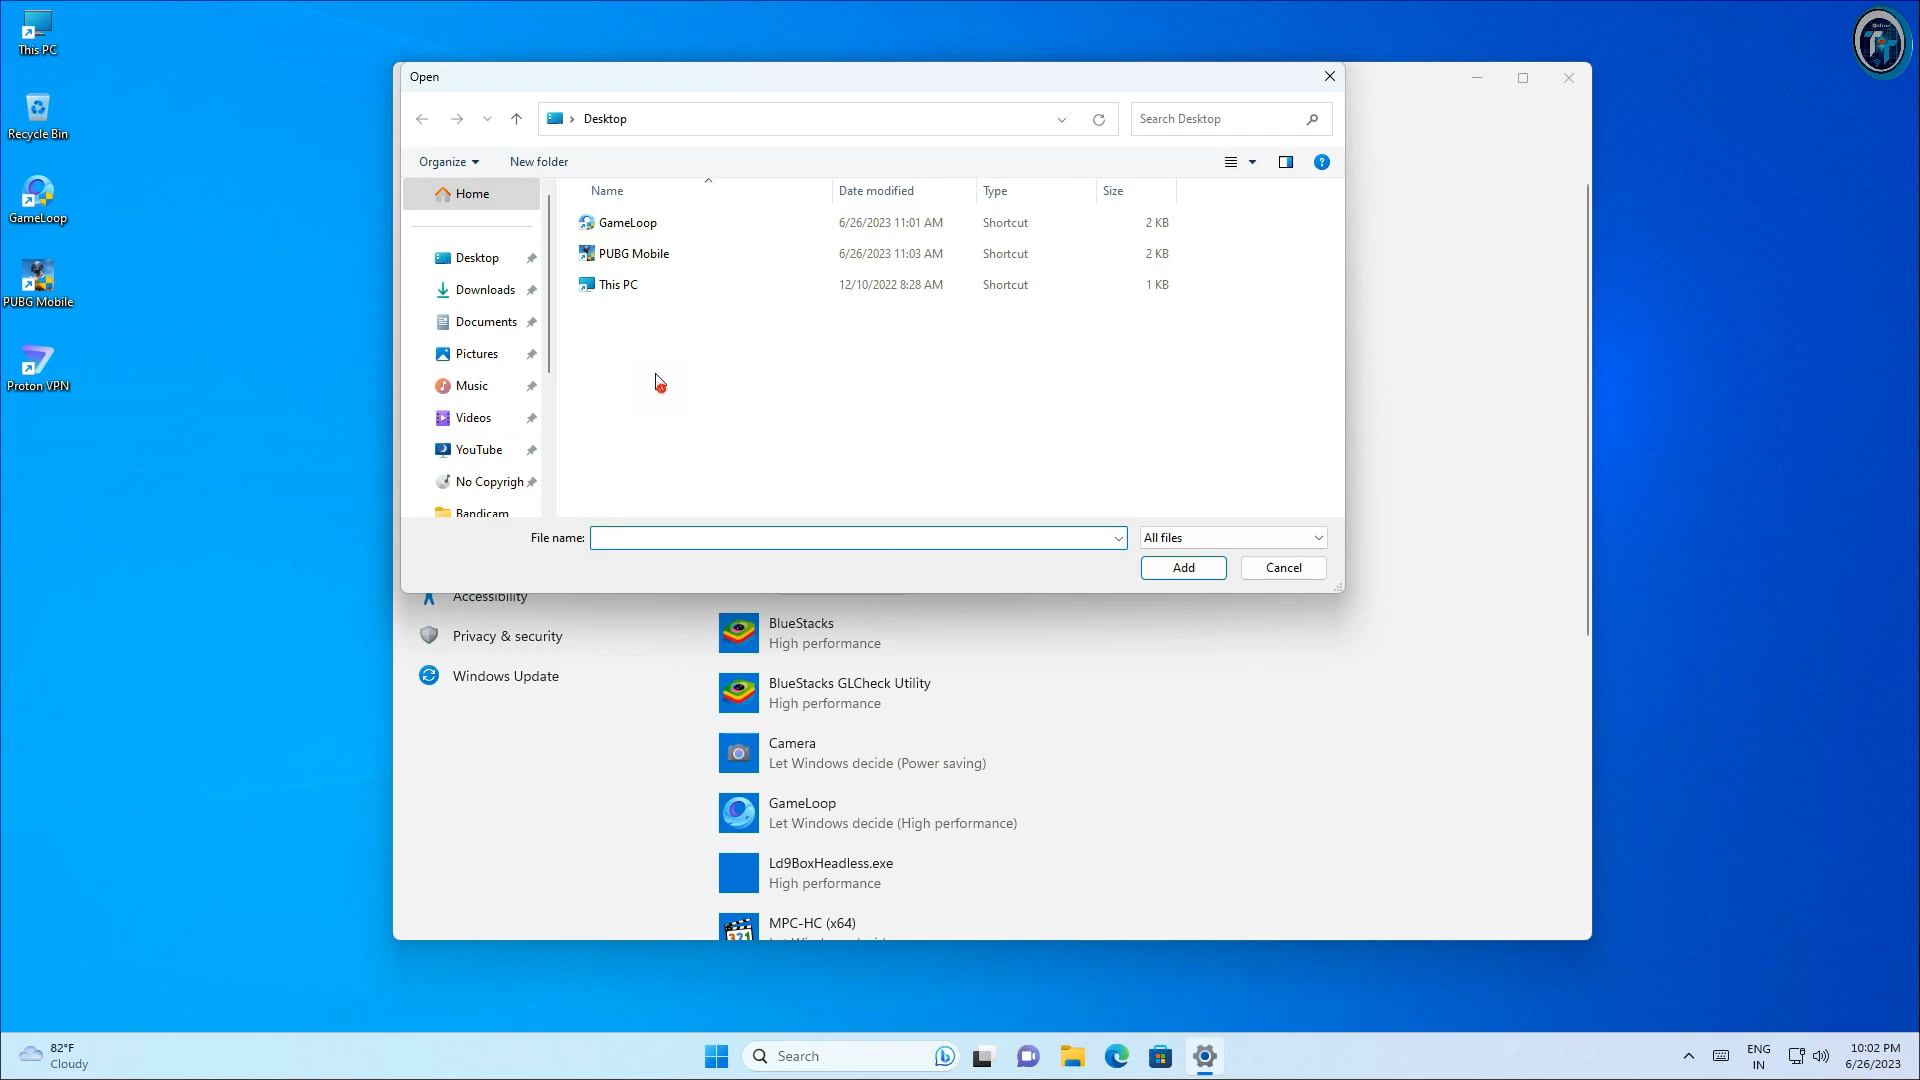 This PC
Recycle Bin
GameLoop
PUBG Mobile
Proton VPN
Open
Desktop
Search Desktop
Organize
New folder
Home
Desktop
Downloads
Documents
Pictures
Music
Videos
YouTube
No Copyrigh
Bandicam
Name Date modified Type Size
GameLoop 6/26/2023 11:01 AM Shortcut 2 KB
PUBG Mobile 6/26/2023 11:03 AM Shortcut 2 KB
This PC 12/10/2022 8:28 AM Shortcut 1 KB
File name:
All files
Add
Cancel
Accessibility
Privacy & security
Windows Update
BlueStacks
High performance
BlueStacks GLCheck Utility
High performance
Camera
Let Windows decide (Power saving)
GameLoop
Let Windows decide (High performance)
Ld9BoxHeadless.exe
High performance
MPC-HC (x64)
82°F
Cloudy
Search
ENG
IN
10:02 PM
6/26/2023